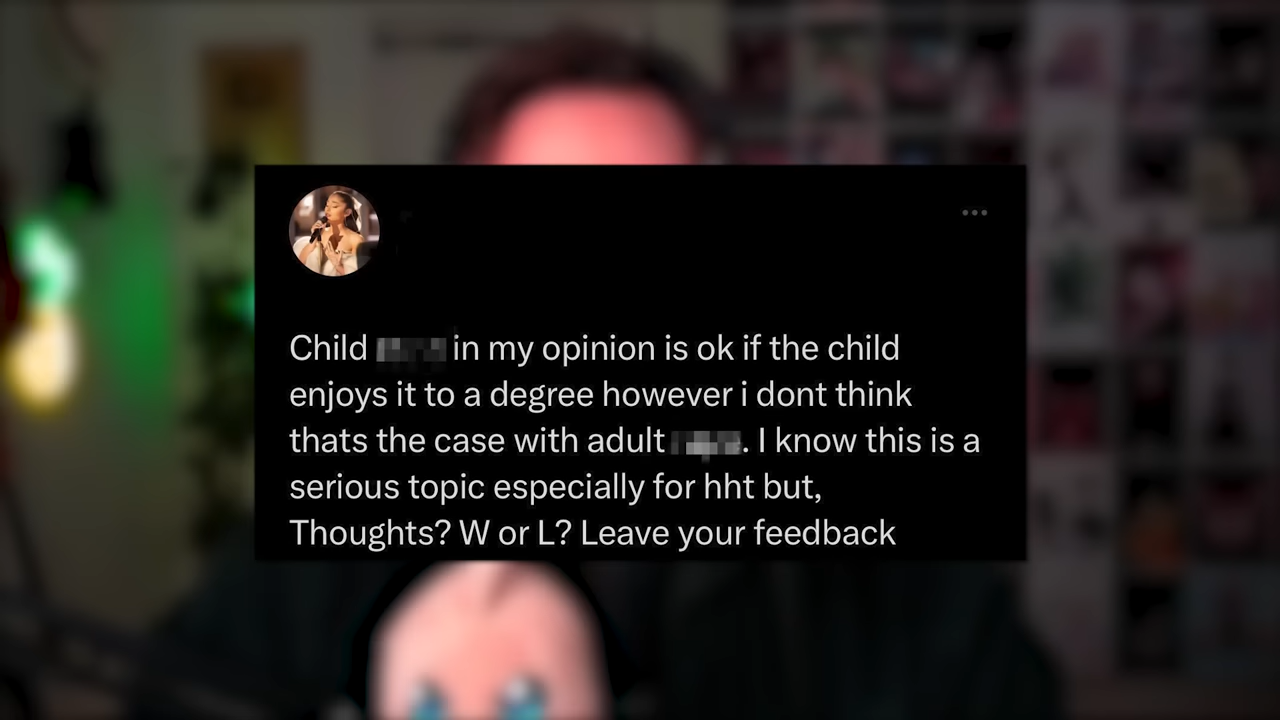 Child in my opinion is ok if the child
enjoys it to a degree however i dont think
thats the case with adult . I know this is a
serious topic especially for hht but,
Thoughts? W or L? Leave your feedback